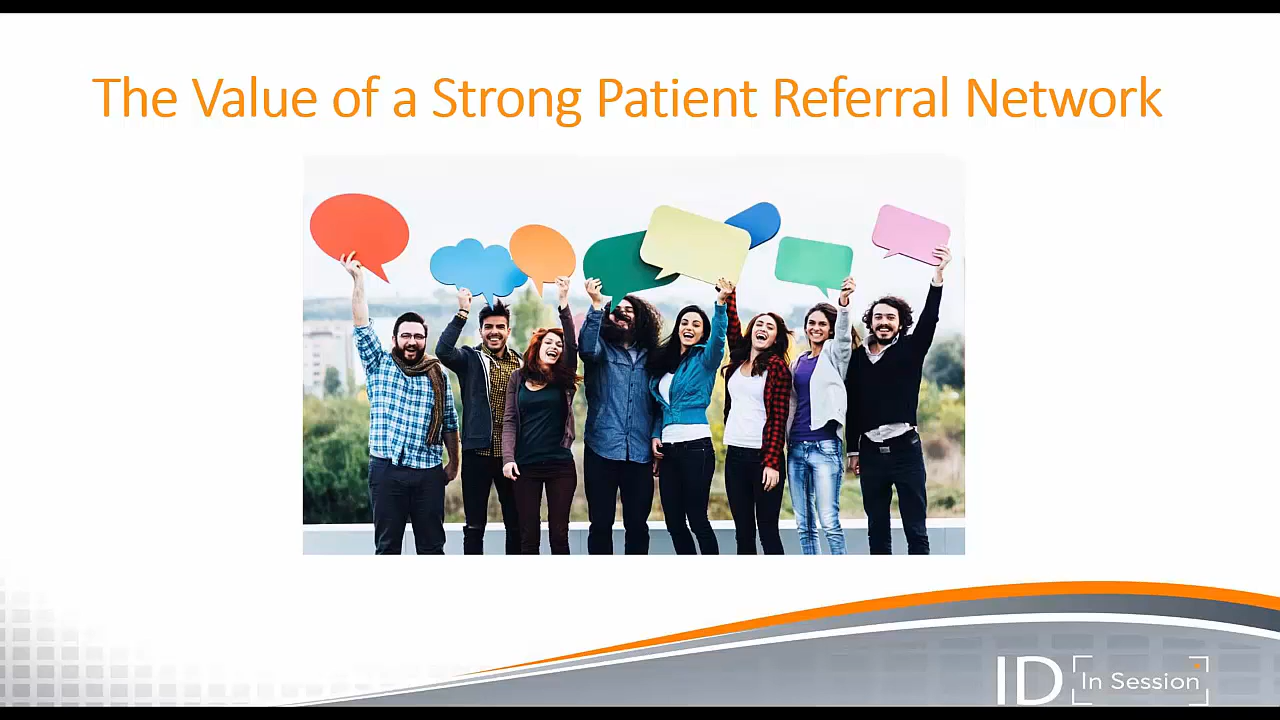 The Value of a Strong Patient Referral Network
ID In Session